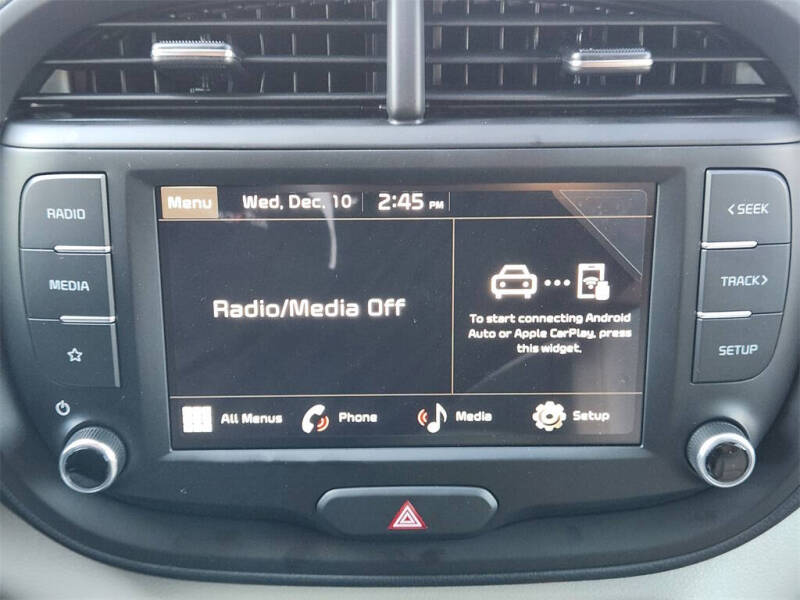 RADIO
MEDIA
Menu Wed, Dec. 10 2:45 PM
Radio/Media Off
To start connecting Android
Auto or Apple CarPlay, press
this widget.
All Menus Phone Media Setup
< SEEK
TRACK >
SETUP